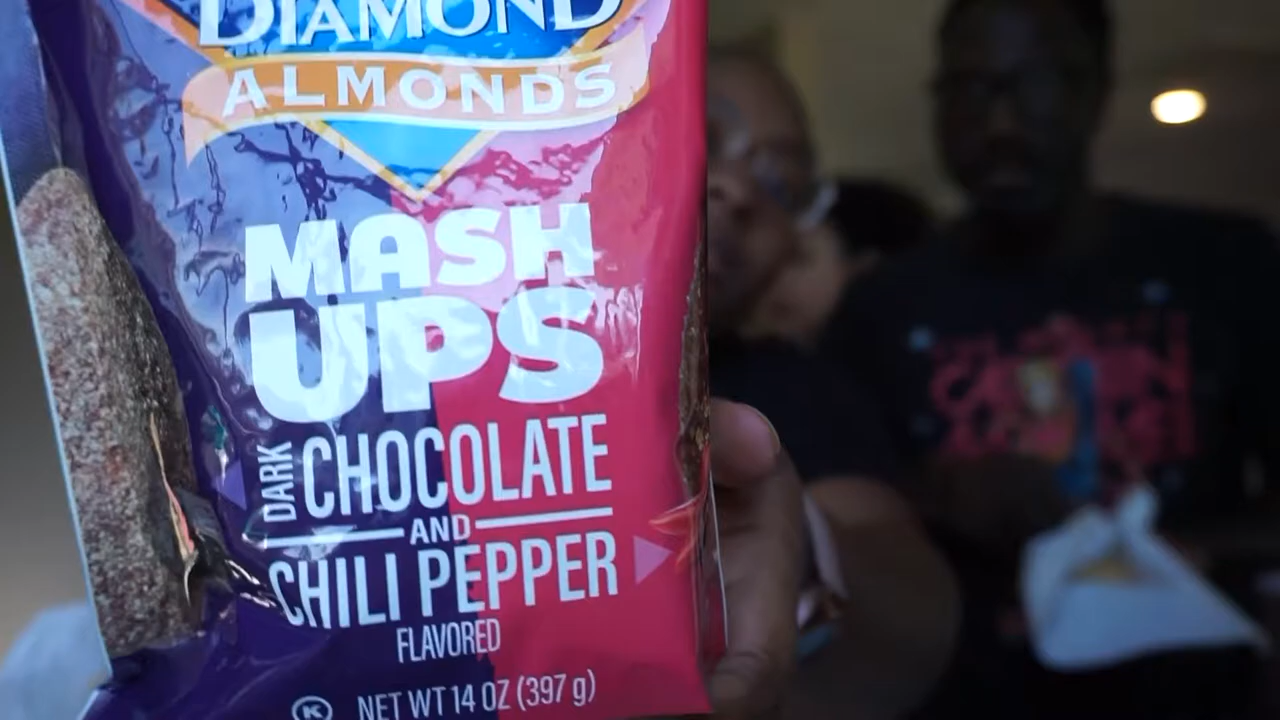 DIAMOND
ALMONDS
MASH
UPS
DARK CHOCOLATE
AND
CHILI PEPPER
FLAVORED
K NET WT 14 OZ (397 g)